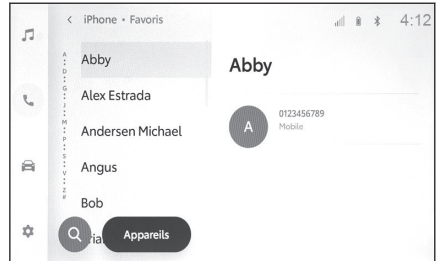 < iPhone • Favoris
4:12
A
D
G
J
M
P
S
V
Z
#
Abby
Alex Estrada
Andersen Michael
Angus
Bob
Appareils
Abby
A
0123456789
Mobile